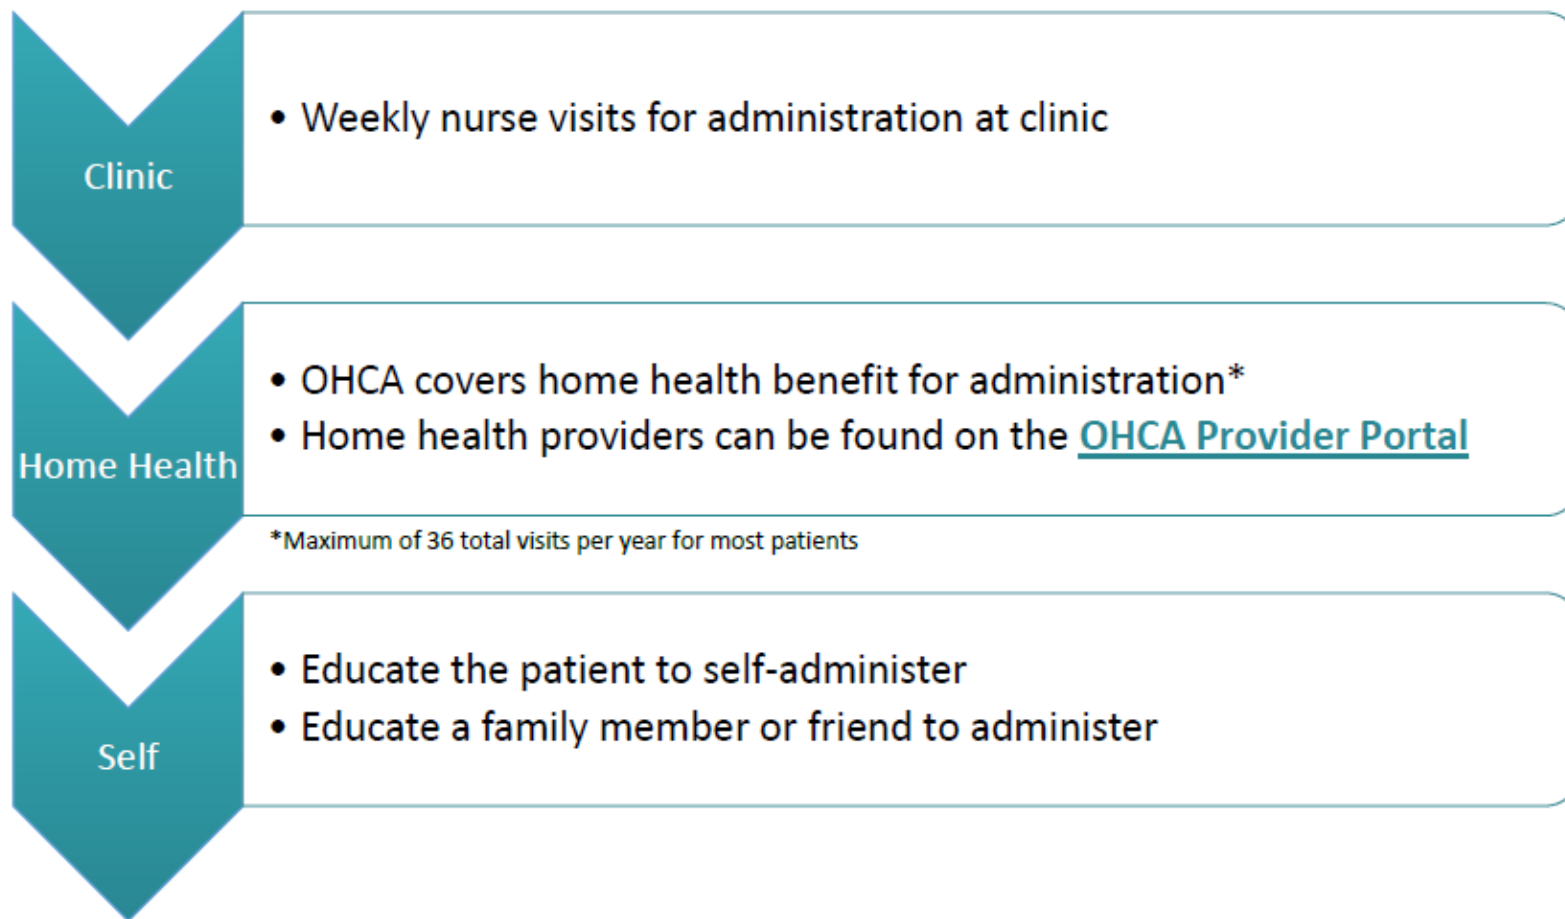 Clinic
• Weekly nurse visits for administration at clinic
Home Health
• OHCA covers home health benefit for administration*
• Home health providers can be found on the OHCA Provider Portal
*Maximum of 36 total visits per year for most patients
Self
• Educate the patient to self-administer
• Educate a family member or friend to administer